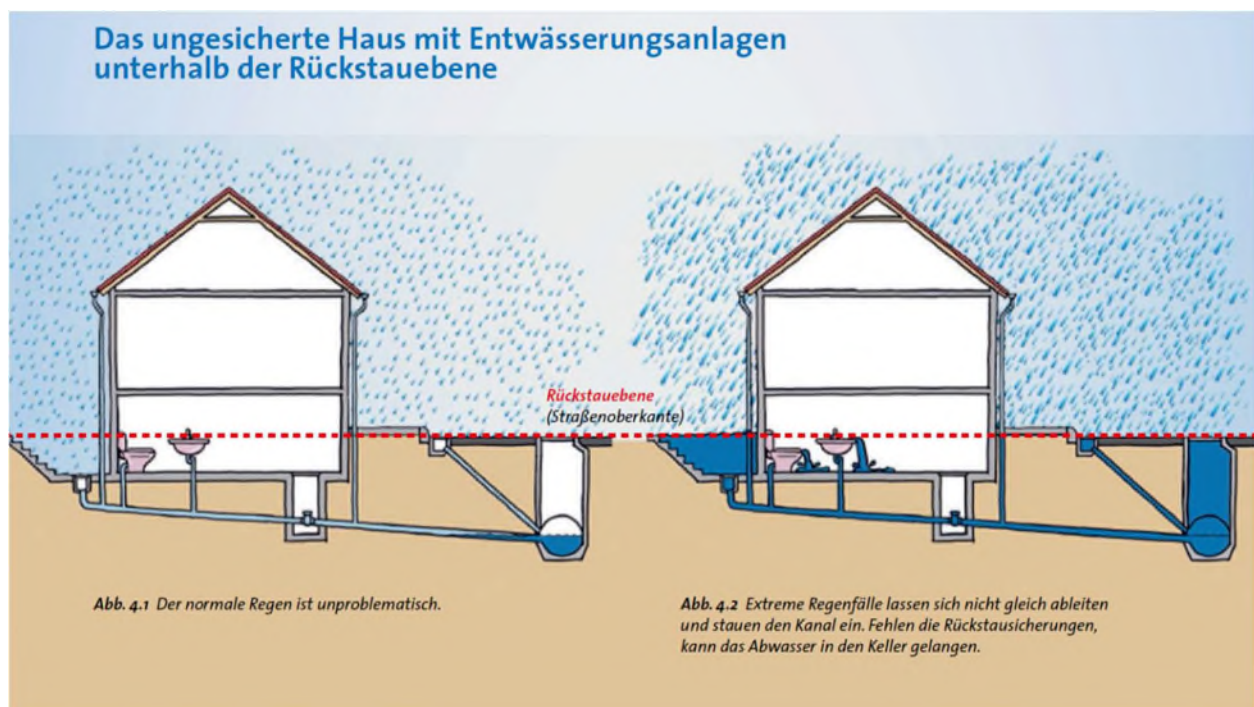 Das ungesicherte Haus mit Entwässerungsanlagen
unterhalb der Rückstauebene
Rückstauebene
(Straßenoberkante)
Abb. 4.1 Der normale Regen ist unproblematisch.
Abb. 4.2 Extreme Regenfälle lassen sich nicht gleich ableiten
und stauen den Kanal ein. Fehlen die Rückstausicherungen,
kann das Abwasser in den Keller gelangen.